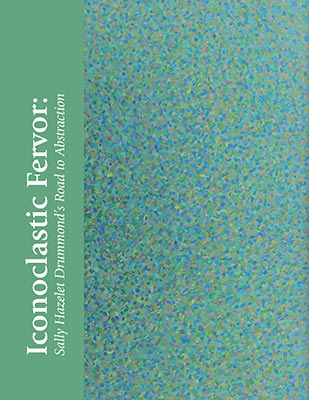 Iconoclastic Fervor:
Sally Hazelet Drummond's Road to Abstraction